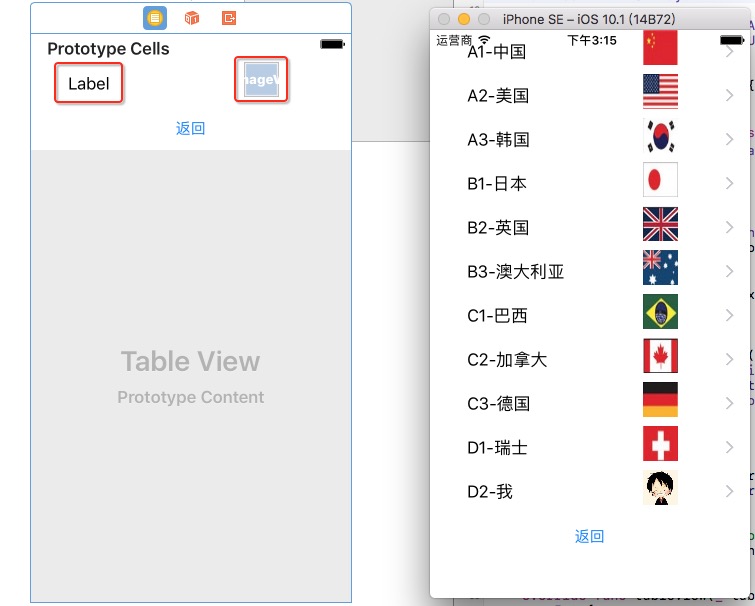 Prototype Cells
Label
返回
Table View
Prototype Content
iPhone SE – iOS 10.1 (14B72)
运营商
下午3:15
A1-中国
A2-美国
A3-韩国
B1-日本
B2-英国
B3-澳大利亚
C1-巴西
C2-加拿大
C3-德国
D1-瑞士
D2-我
返回